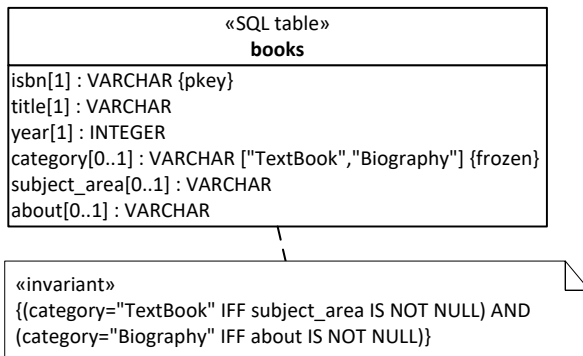 «SQL table»
books
isbn[1] : VARCHAR {pkey}
title[1] : VARCHAR
year[1] : INTEGER
category[0..1] : VARCHAR ["TextBook","Biography"] {frozen}
subject_area[0..1] : VARCHAR
about[0..1] : VARCHAR
«invariant»
{(category="TextBook" IFF subject_area IS NOT NULL) AND
(category="Biography" IFF about IS NOT NULL)}